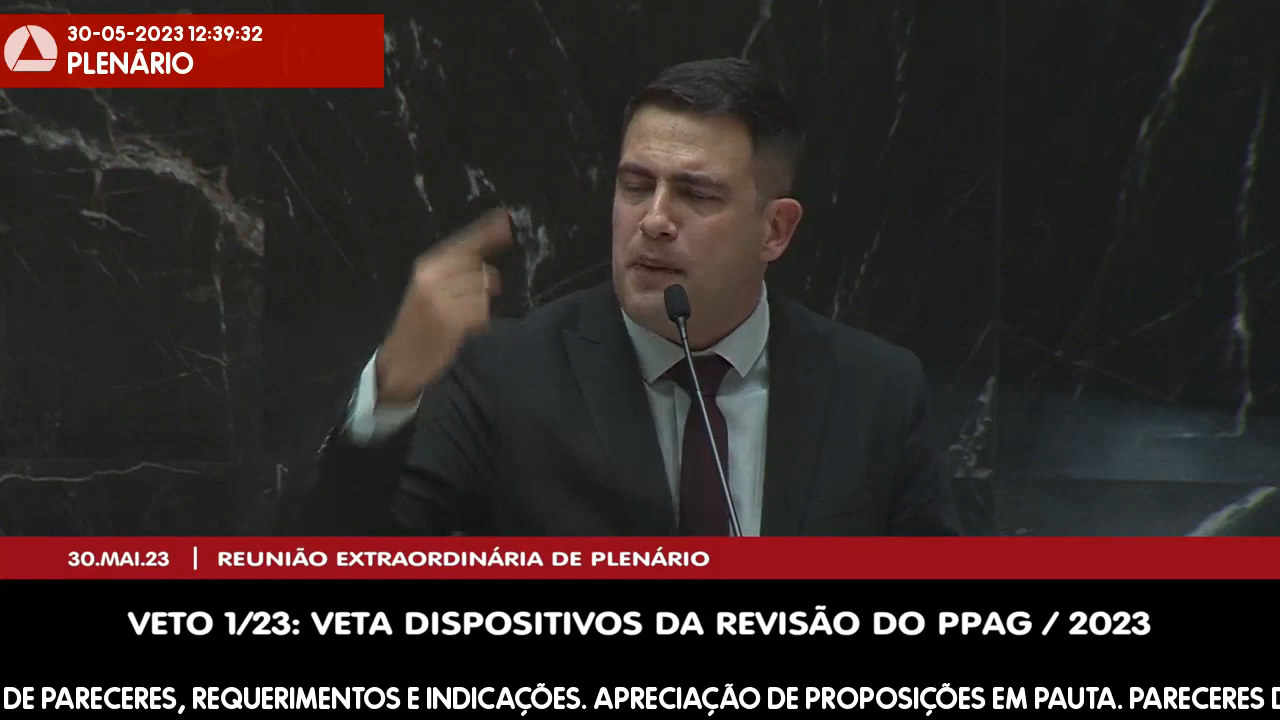 30-05-2023 12:39:32
PLENÁRIO
30.MAI.23 | REUNIÃO EXTRAORDINÁRIA DE PLENÁRIO
VETO 1/23: VETA DISPOSITIVOS DA REVISÃO DO PPAG / 2023
DE PARECERES, REQUERIMENTOS E INDICAÇÕES. APRECIAÇÃO DE PROPOSIÇÕES EM PAUTA. PARECERES